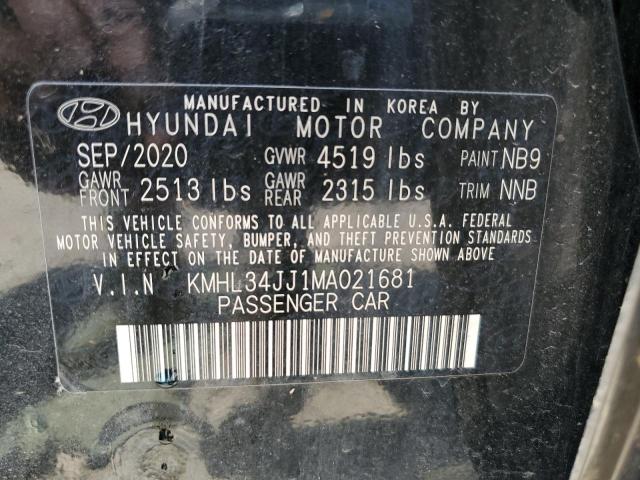 MANUFACTURED IN KOREA BY
HYUNDAI MOTOR COMPANY
SEP/2020 GVWR 4519 lbs PAINT NB9
GAWR FRONT 2513 lbs GAWR REAR 2315 lbs TRIM NNB
THIS VEHICLE CONFORMS TO ALL APPLICABLE U.S.A. FEDERAL
MOTOR VEHICLE SAFETY, BUMPER, AND THEFT PREVENTION STANDARDS
IN EFFECT ON THE DATE OF MANUFACTURE SHOWN ABOVE.
V.I.N KMHL34JJ1MA021681
PASSENGER CAR